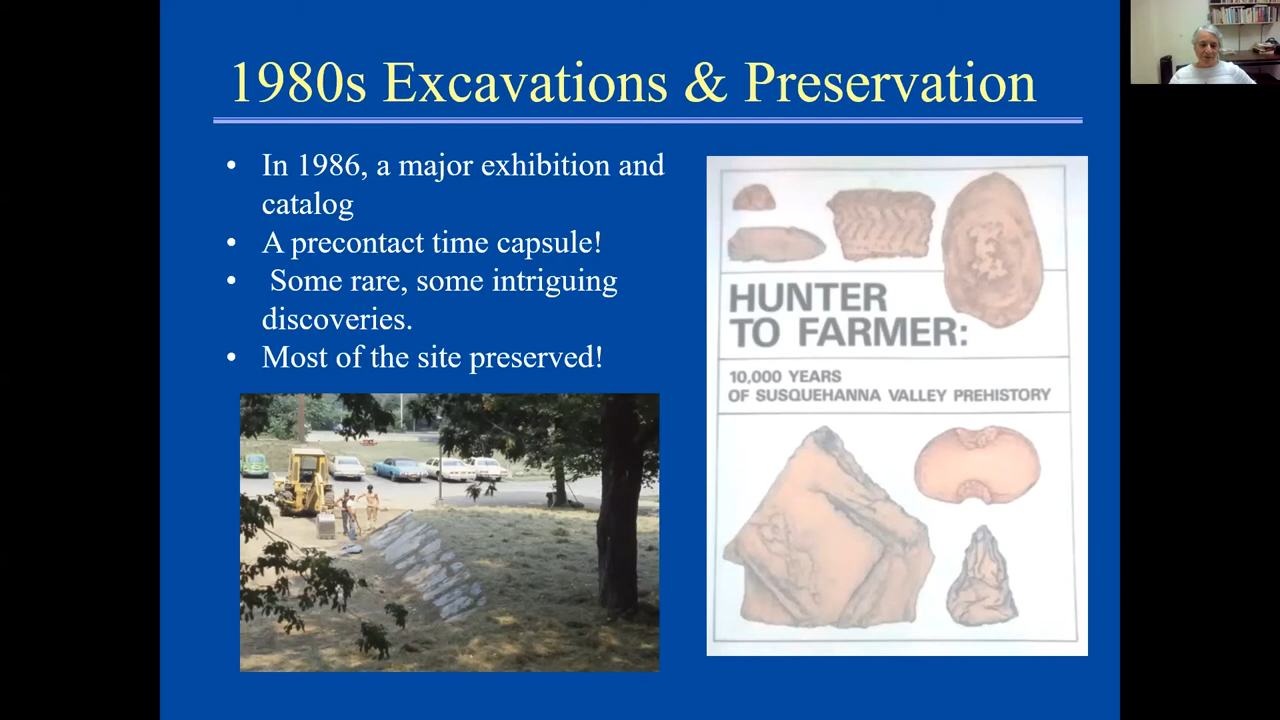 1980s Excavations & Preservation
• In 1986, a major exhibition and
catalog
• A precontact time capsule!
• Some rare, some intriguing
discoveries.
• Most of the site preserved!
HUNTER
TO FARMER:
10,000 YEARS
OF SUSQUEHANNA VALLEY PREHISTORY